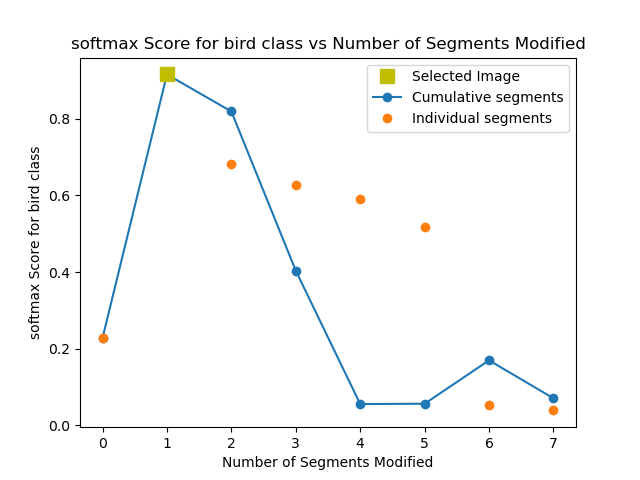 softmax Score for bird class vs Number of Segments Modified
Selected Image
Cumulative segments
Individual segments
softmax Score for bird class
0.8
0.6
0.4
0.2
0.0
0 1 2 3 4 5 6 7
Number of Segments Modified